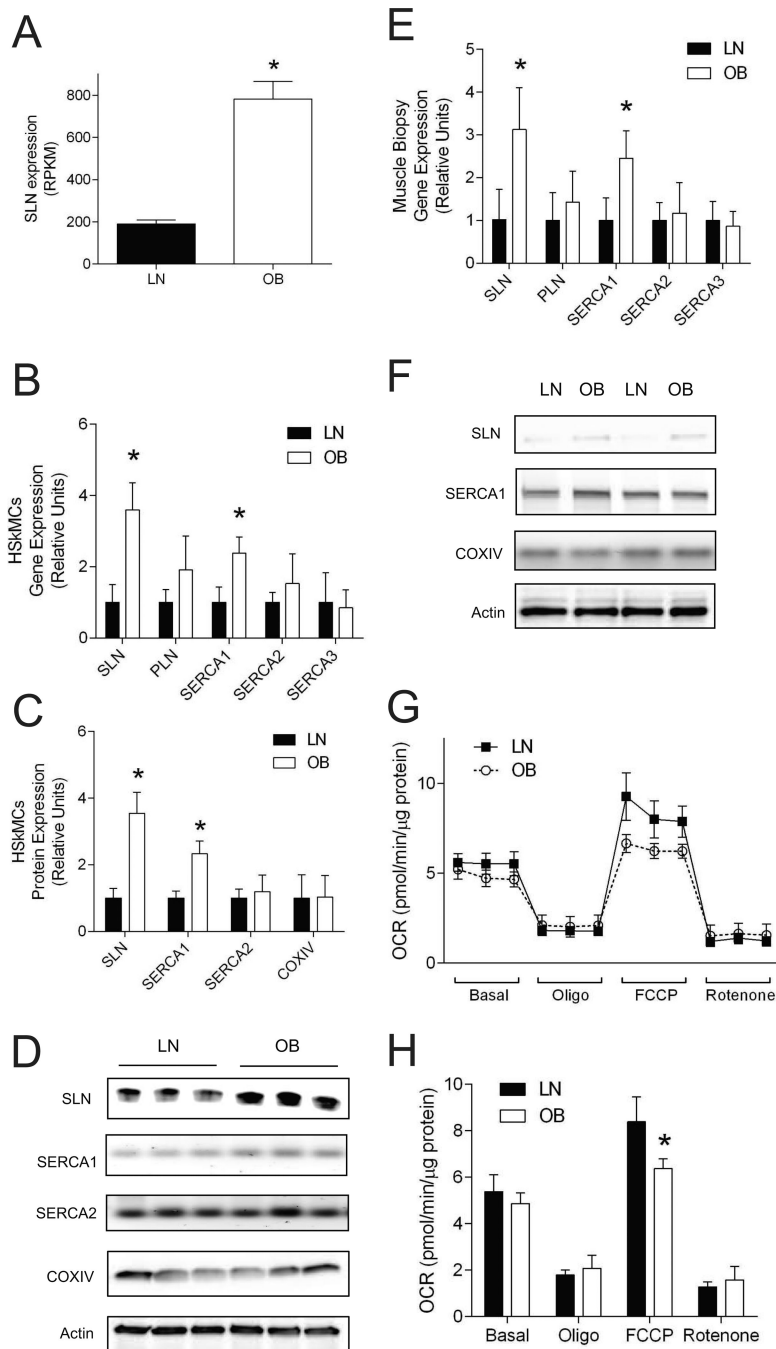 A
SLN expression
(RPKM)
800
600
400
200
0
*
LN
OB
B
HSkMCs
Gene Expression
(Relative Units)
6
4
2
0
LN
OB
*
*
SLN
PLN
SERCA1
SERCA2
SERCA3
C
HSkMCs
Protein Expression
(Relative Units)
6
4
2
0
LN
OB
*
*
SLN
SERCA1
SERCA2
COXIV
D
LN OB
SLN
SERCA1
SERCA2
COXIV
Actin
E
Muscle Biopsy
Gene Expression
(Relative Units)
5
4
3
2
1
0
LN
OB
*
*
SLN
PLN
SERCA1
SERCA2
SERCA3
F
LN OB LN OB
SLN
SERCA1
COXIV
Actin
G
OCR (pmol/min/µg protein)
10
5
0
LN
OB
Basal Oligo FCCP Rotenone
H
OCR (pmol/min/µg protein)
10
8
6
4
2
0
LN
OB
*
Basal Oligo FCCP Rotenone